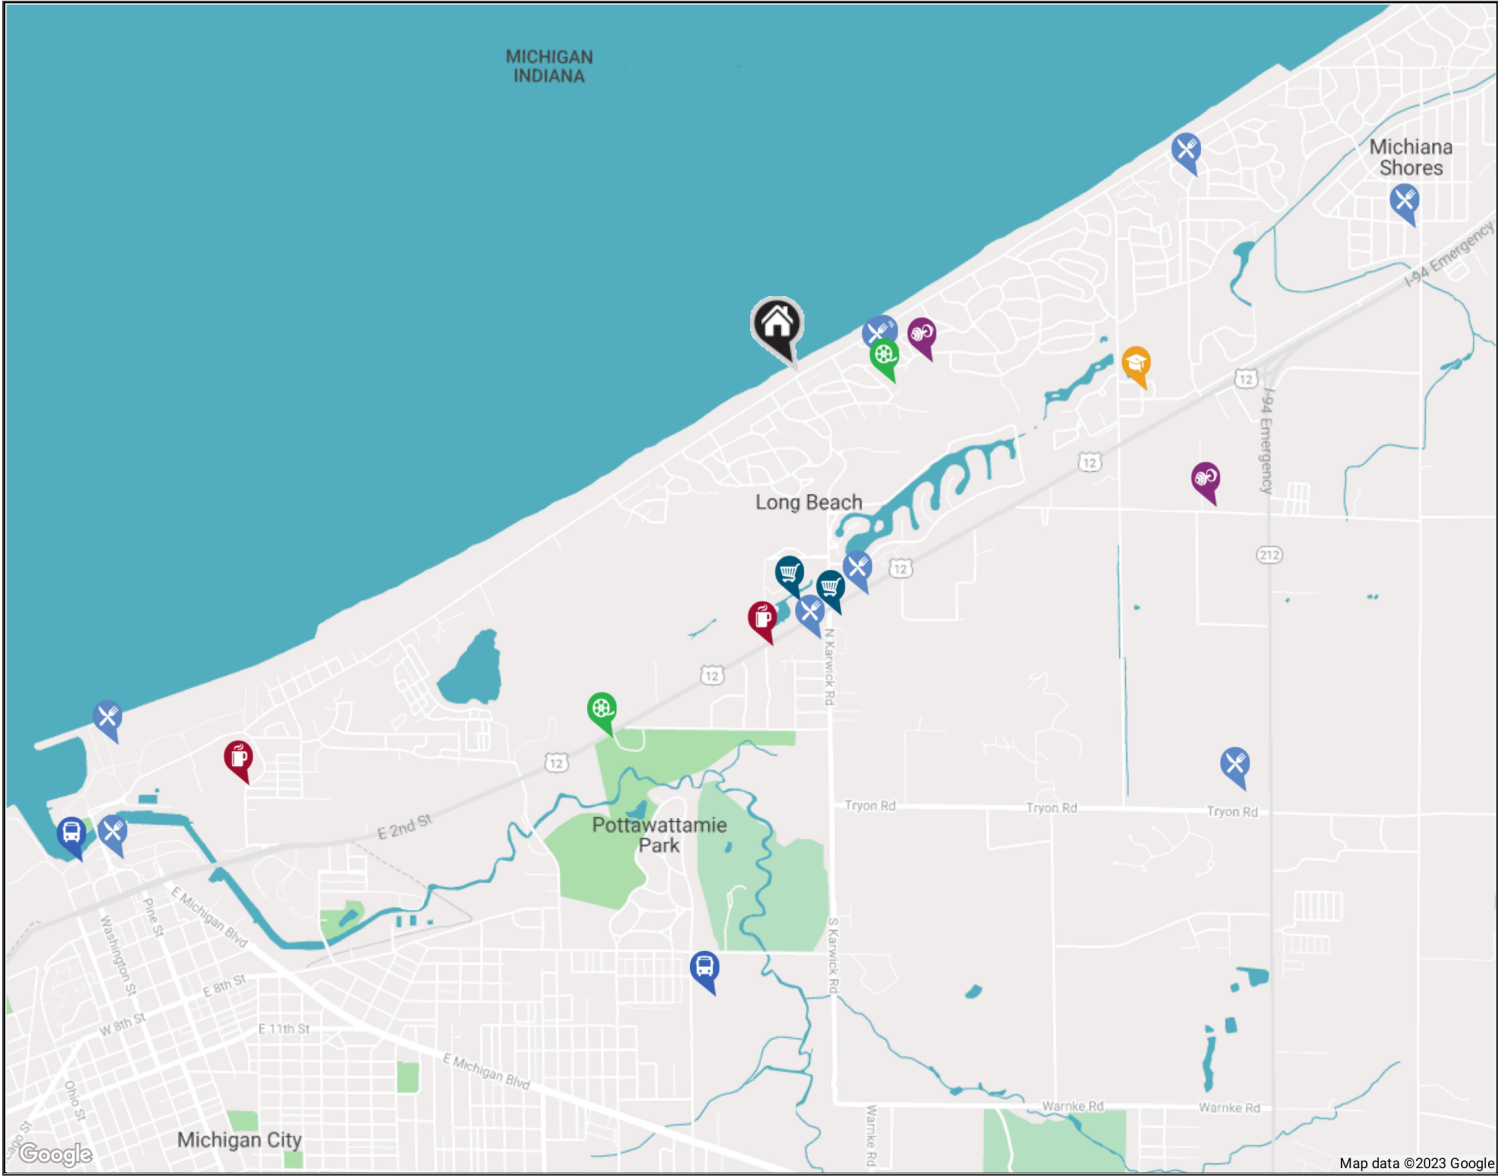 MICHIGAN
INDIANA
Michiana
Shores
I-94 Emergency
12
I-94 Emergency
12
Long Beach
12
212
12
N Karwick Rd
12
E 2nd St
Pottawattamie
Park
Tryon Rd
Tryon Rd
Tryon Rd
E Michigan Blvd
Pine St
Washington St
S Karwick Rd
E 8th St
W 8th St
E 11th St
E Michigan Blvd
Ohio St
Warnke Rd
Warnke Rd
Warnke Rd
Michigan City
Google
Map data ©2023 Google